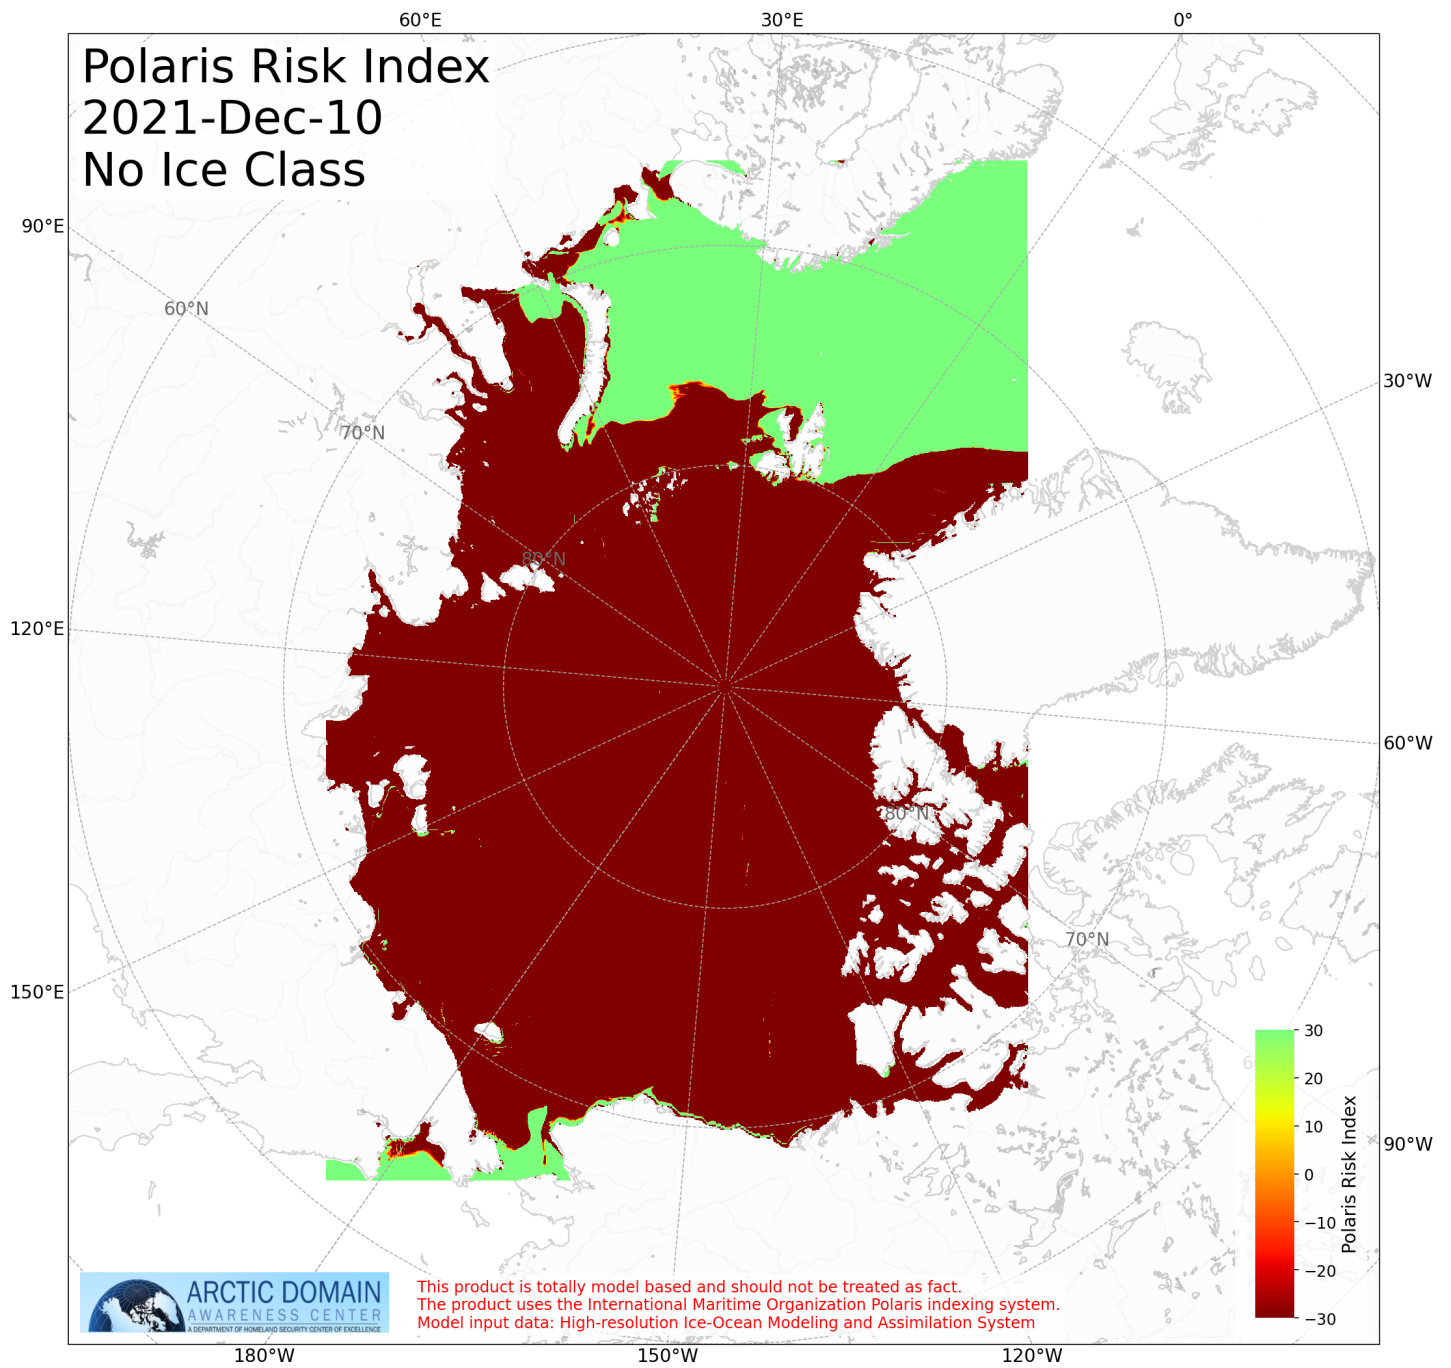 60°E
30°E
0°
Polaris Risk Index
2021-Dec-10
No Ice Class
90°E
60°N
30°W
70°N
80°N
120°E
60°W
80°N
70°N
150°E
30
20
10
0
−10
−20
−30
Polaris Risk Index
90°W
ARCTIC DOMAIN
AWARENESS CENTER
A DEPARTMENT OF HOMELAND SECURITY CENTER OF EXCELLENCE
This product is totally model based and should not be treated as fact.
The product uses the International Maritime Organization Polaris indexing system.
Model input data: High-resolution Ice-Ocean Modeling and Assimilation System
180°W
150°W
120°W